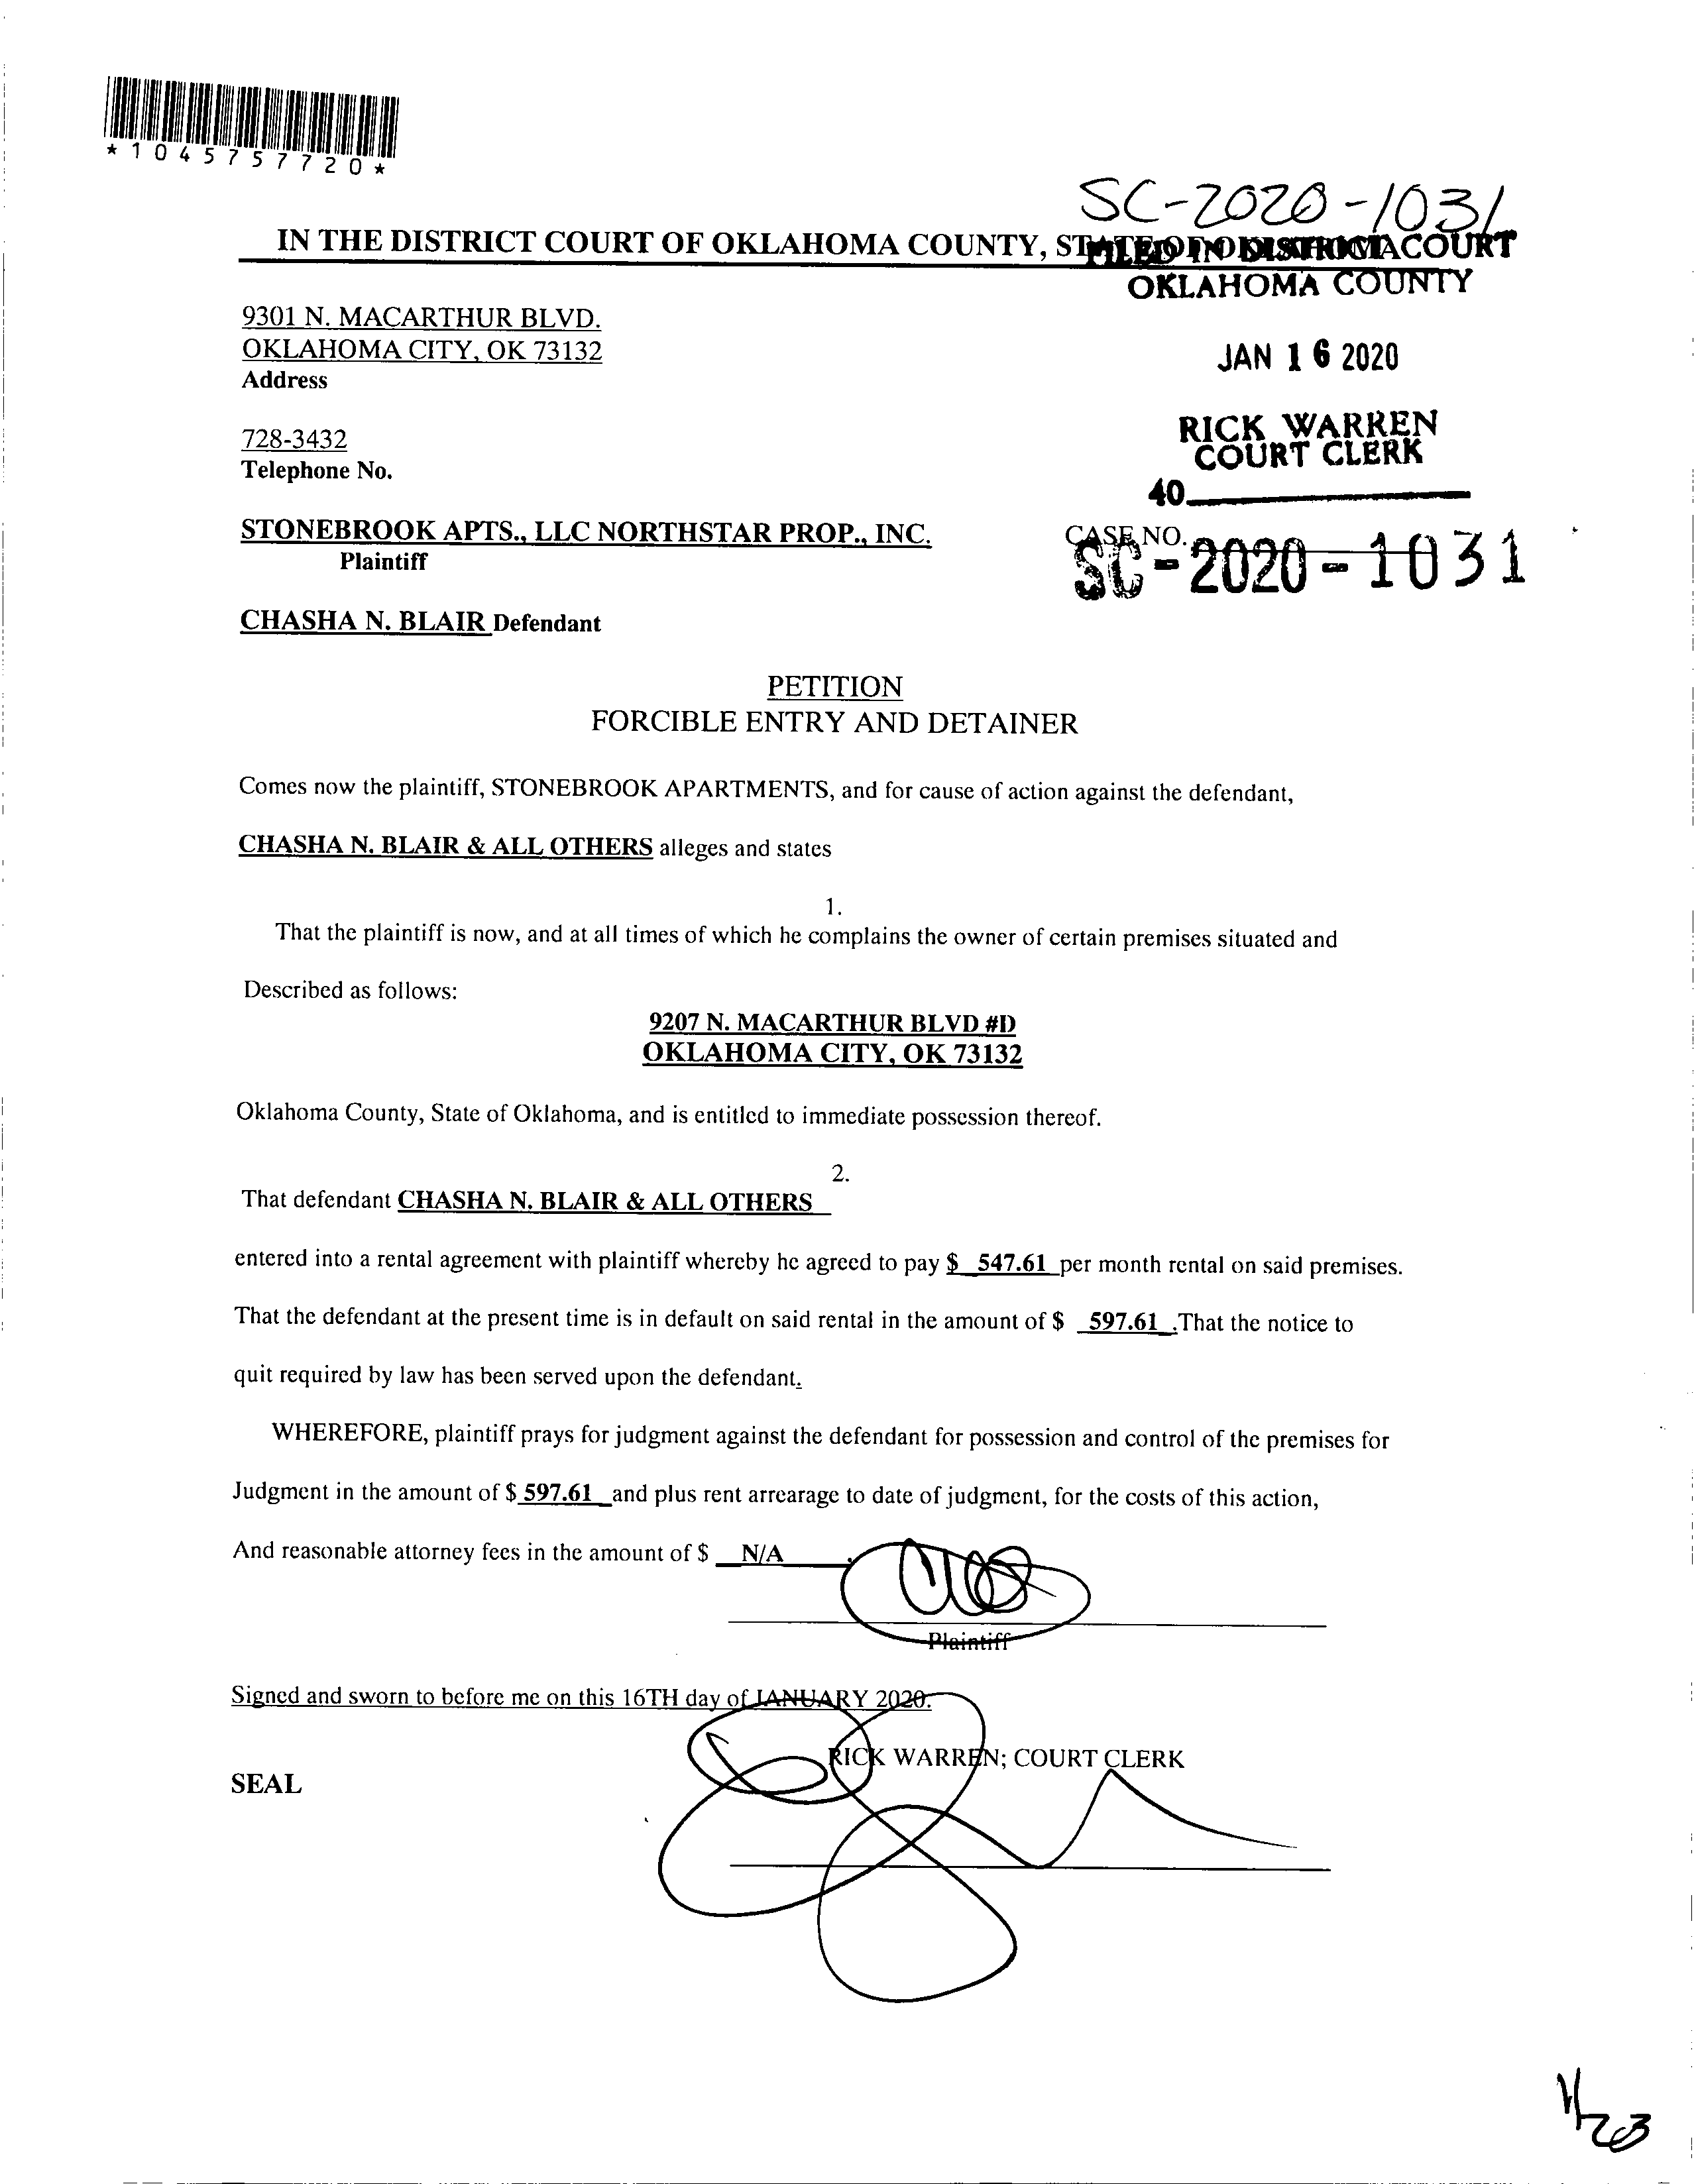 *1045757720*
SC-2020-1031
IN THE DISTRICT COURT OF OKLAHOMA COUNTY, STATE OF OKLAHOMA
FILED IN DISTRICT COURT
OKLAHOMA COUNTY
9301 N. MACARTHUR BLVD.
OKLAHOMA CITY, OK 73132
Address
JAN 16 2020
728-3432
Telephone No.
RICK WARREN
COURT CLERK
40
STONEBROOK APTS., LLC NORTHSTAR PROP., INC.
Plaintiff
CASE NO.
SC-2020-1031
CHASHA N. BLAIR Defendant
PETITION
FORCIBLE ENTRY AND DETAINER
Comes now the plaintiff, STONEBROOK APARTMENTS, and for cause of action against the defendant,
CHASHA N. BLAIR & ALL OTHERS alleges and states
1.
That the plaintiff is now, and at all times of which he complains the owner of certain premises situated and
Described as follows:
9207 N. MACARTHUR BLVD #D
OKLAHOMA CITY, OK 73132
Oklahoma County, State of Oklahoma, and is entitled to immediate possession thereof.
2.
That defendant CHASHA N. BLAIR & ALL OTHERS
entered into a rental agreement with plaintiff whereby he agreed to pay $ 547.61 per month rental on said premises.
That the defendant at the present time is in default on said rental in the amount of $ 597.61 .That the notice to
quit required by law has been served upon the defendant.
WHEREFORE, plaintiff prays for judgment against the defendant for possession and control of the premises for
Judgment in the amount of $ 597.61 and plus rent arrearage to date of judgment, for the costs of this action,
And reasonable attorney fees in the amount of $ N/A .
Plaintiff
Signed and sworn to before me on this 16TH day of JANUARY 2020.
RICK WARREN; COURT CLERK
SEAL